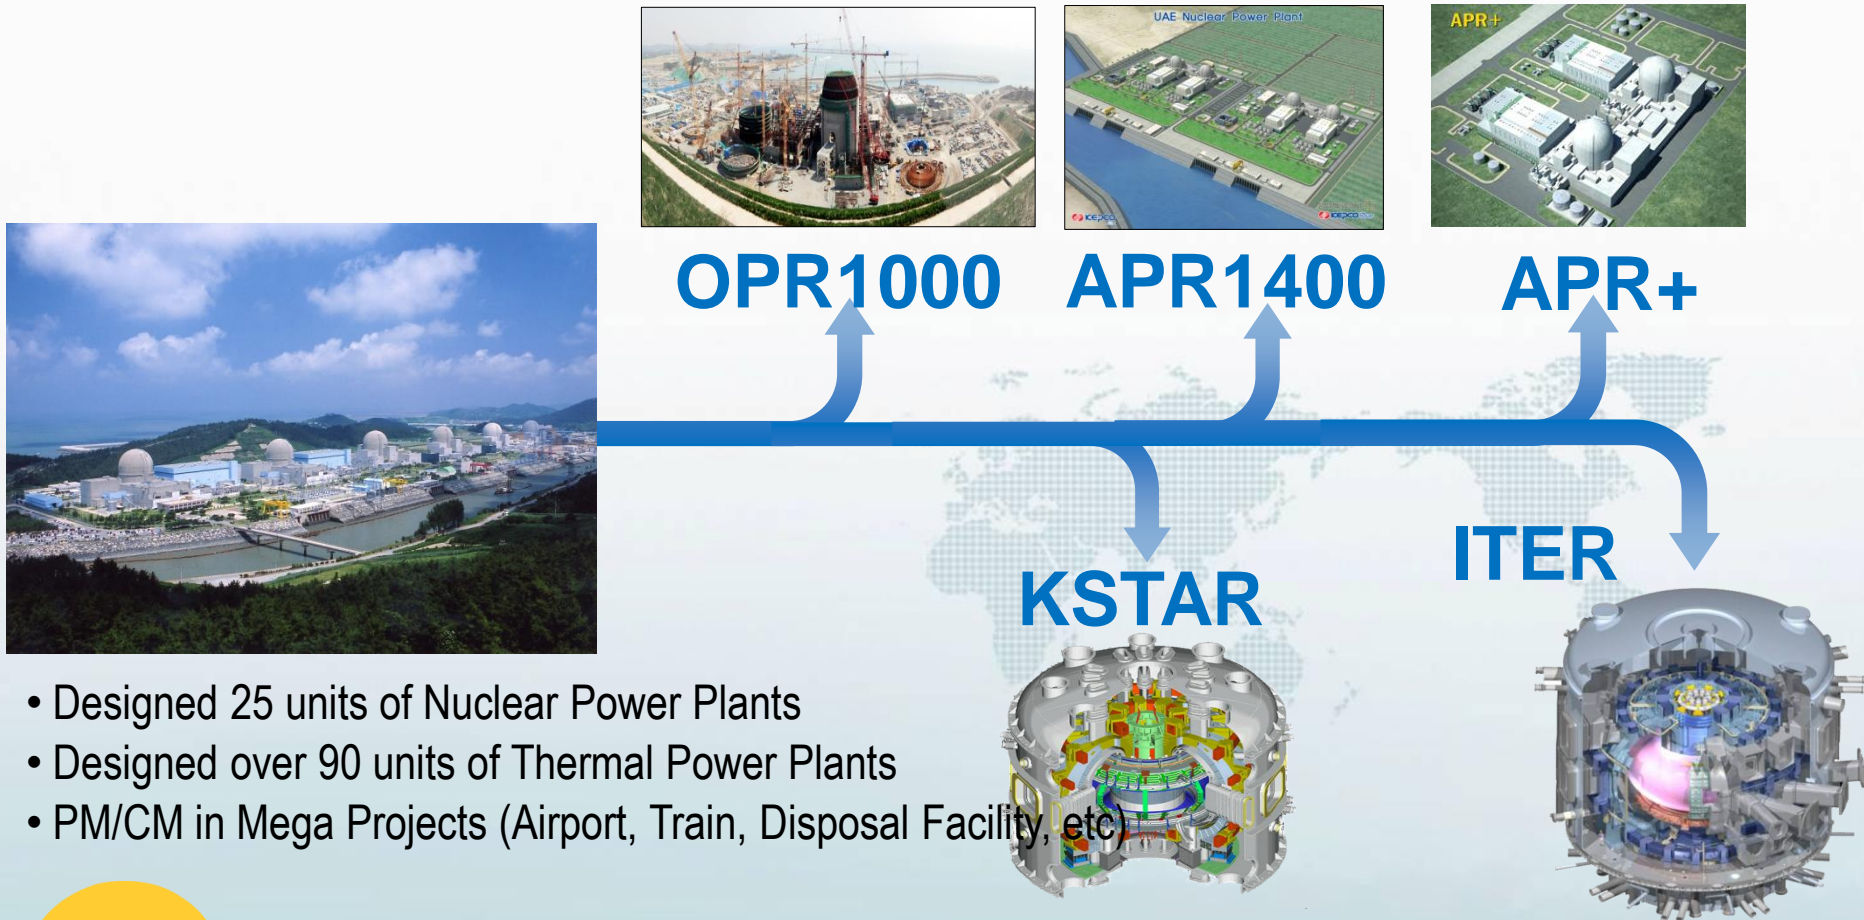 UAE Nuclear Power Plant
APR+
KEPCO
OPR1000
APR1400
APR+
ITER
KSTAR
• Designed 25 units of Nuclear Power Plants
• Designed over 90 units of Thermal Power Plants
• PM/CM in Mega Projects (Airport, Train, Disposal Facility, etc)